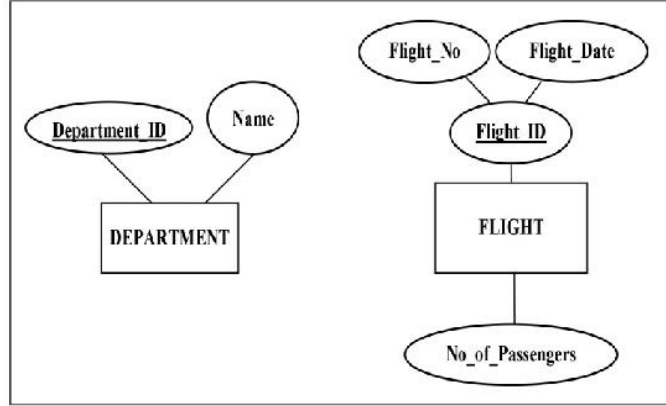 Flight_No
Flight_Date
Department_ID
Name
Flight_ID
DEPARTMENT
FLIGHT
No_of_Passengers